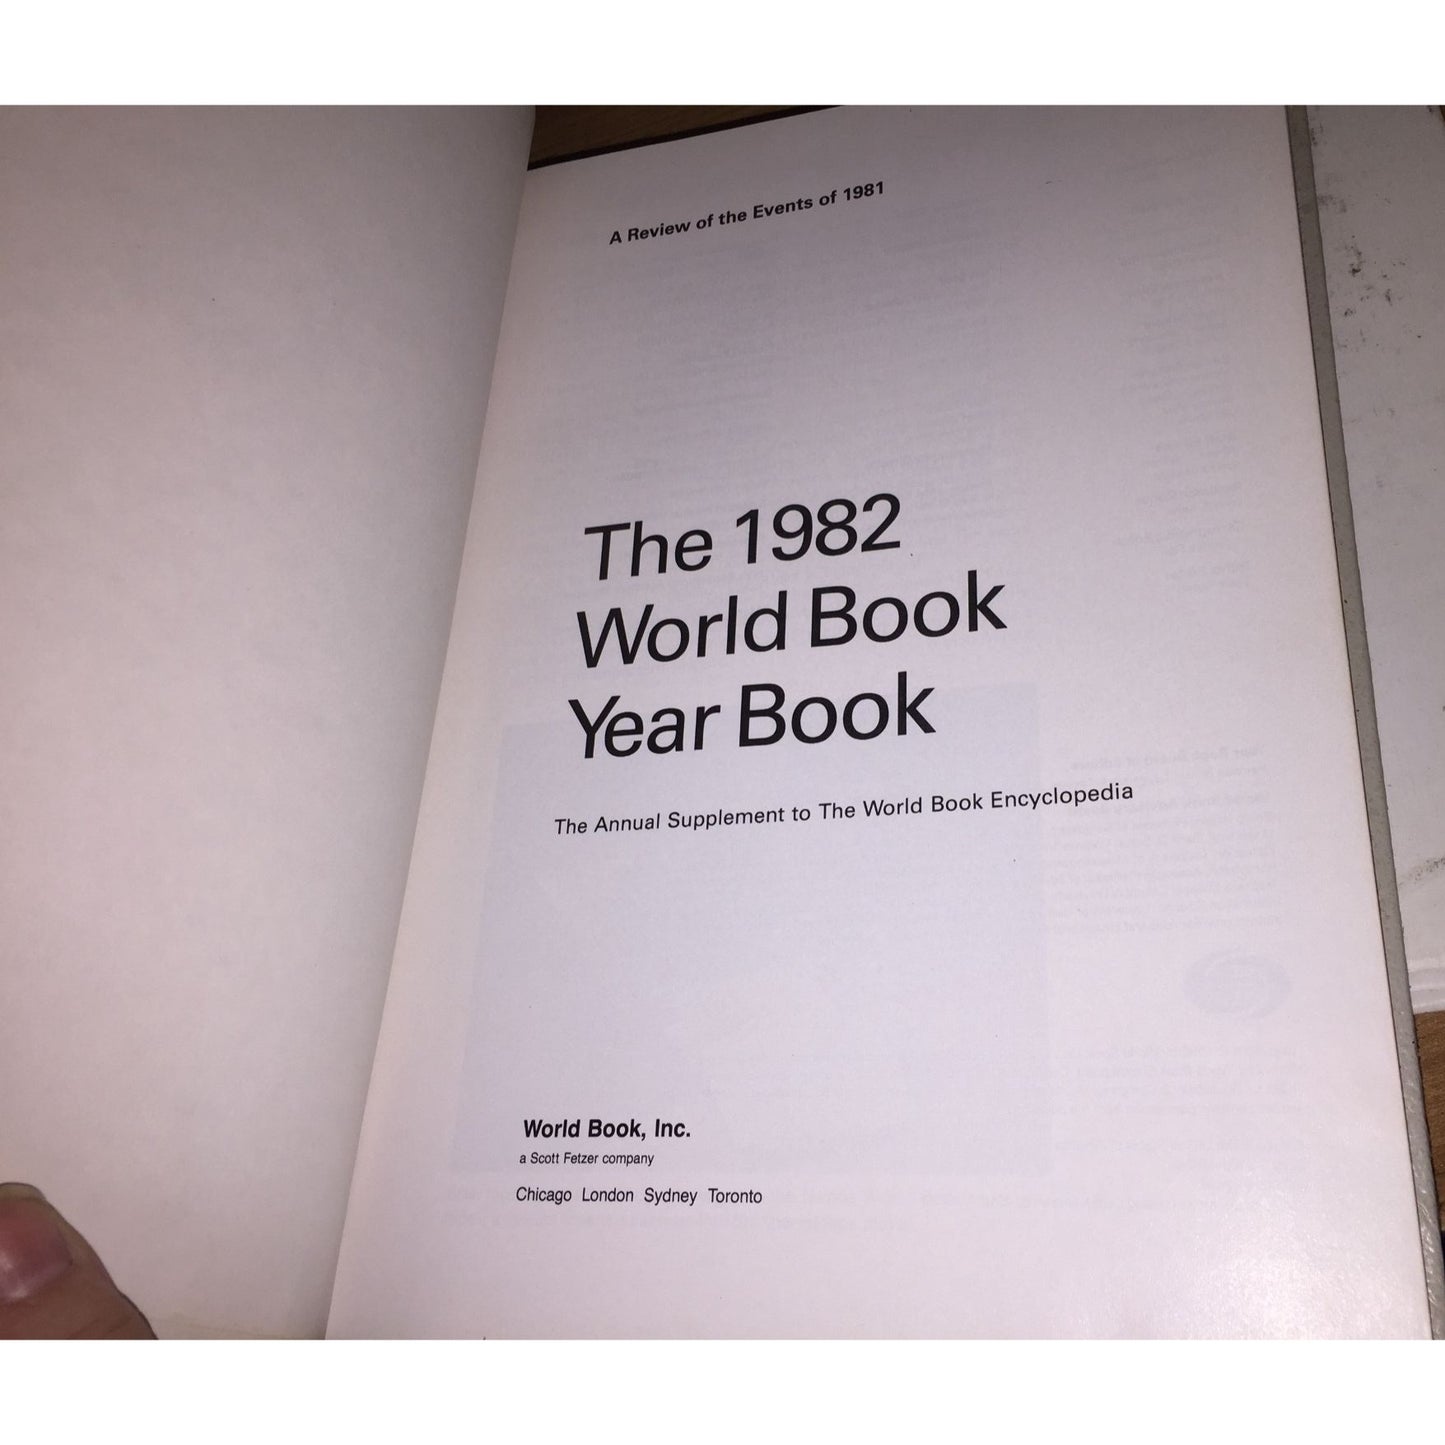 A Review of the Events of 1981
The 1982
World Book
Year Book
The Annual Supplement to The World Book Encyclopedia
World Book, Inc.
a Scott Fetzer company
Chicago London Sydney Toronto